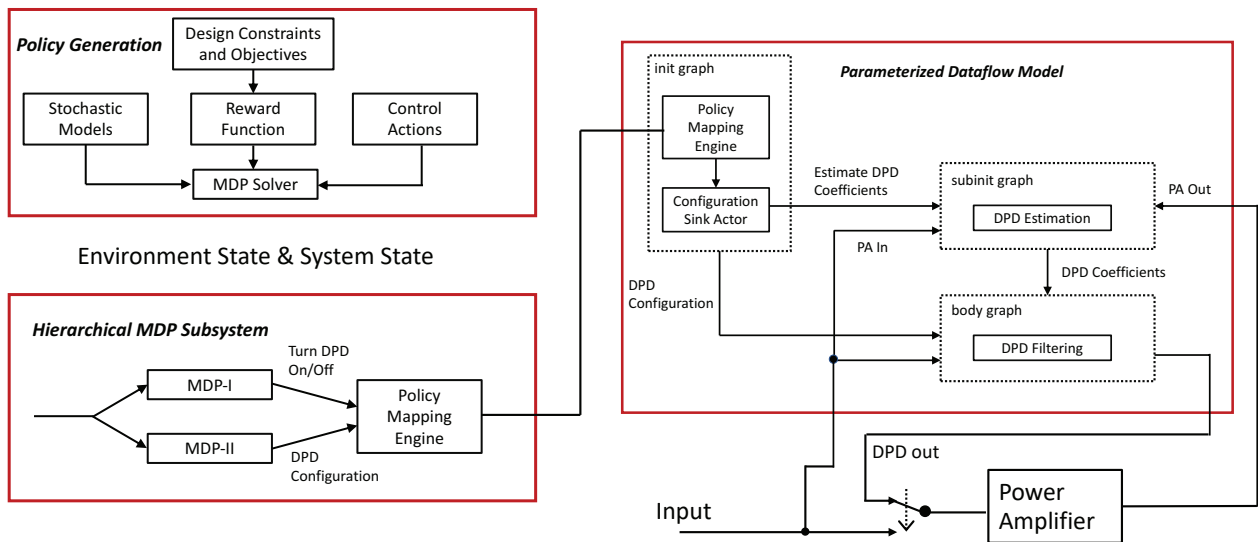 Policy Generation
Design Constraints
and Objectives
Stochastic
Models
Reward
Function
Control
Actions
MDP Solver
Environment State & System State
Hierarchical MDP Subsystem
MDP-I
Turn DPD
On/Off
MDP-II
DPD
Configuration
Policy
Mapping
Engine
Parameterized Dataflow Model
init graph
Policy
Mapping
Engine
Configuration
Sink Actor
Estimate DPD
Coefficients
subinit graph
DPD Estimation
PA Out
PA In
DPD
Configuration
DPD Coefficients
body graph
DPD Filtering
DPD out
Input
Power
Amplifier